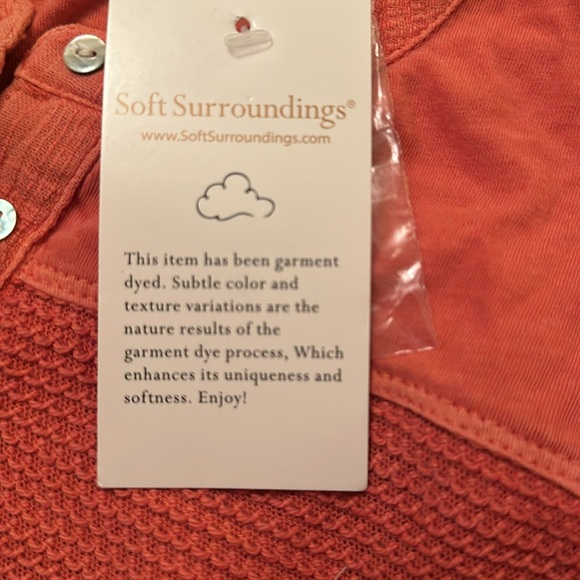 Soft Surroundings®
www.SoftSurroundings.com
This item has been garment
dyed. Subtle color and
texture variations are the
nature results of the
garment dye process, Which
enhances its uniqueness and
softness. Enjoy!